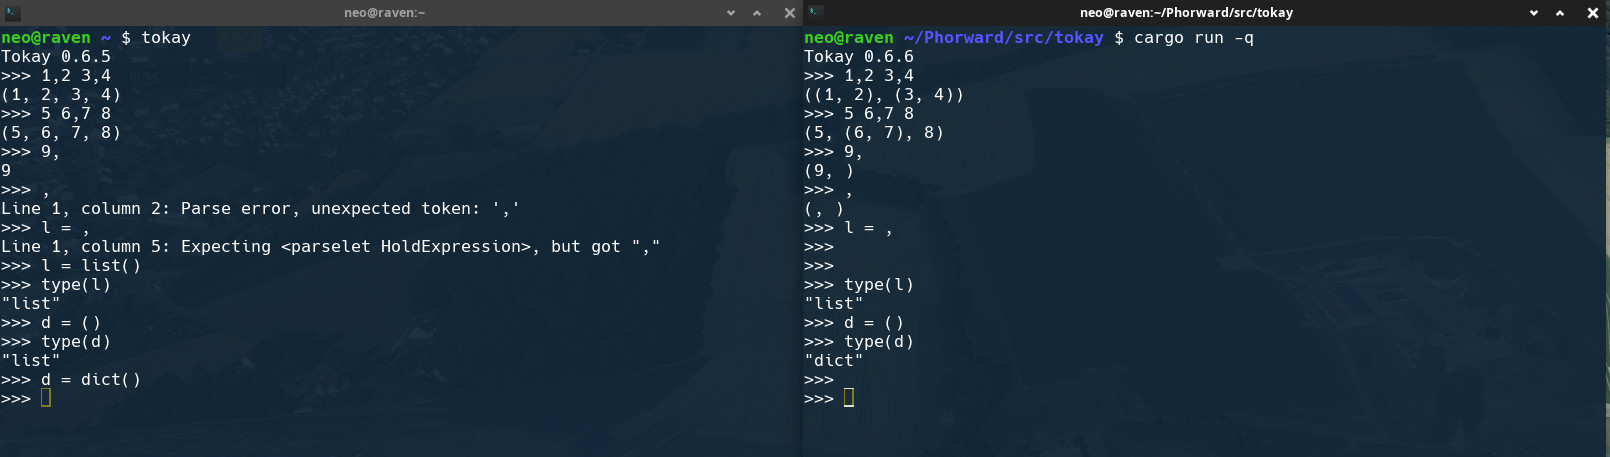 neo@raven:~
neo@raven ~ $ tokay
Tokay 0.6.5
>>> 1,2 3,4
(1, 2, 3, 4)
>>> 5 6,7 8
(5, 6, 7, 8)
>>> 9,
9
>>> ,
Line 1, column 2: Parse error, unexpected token: ','
>>> l = ,
Line 1, column 5: Expecting <parselet HoldExpression>, but got ","
>>> l = list()
>>> type(l)
"list"
>>> d = ()
>>> type(d)
"list"
>>> d = dict()
>>>
neo@raven:~/Phorward/src/tokay
neo@raven ~/Phorward/src/tokay $ cargo run -q
Tokay 0.6.6
>>> 1,2 3,4
((1, 2), (3, 4))
>>> 5 6,7 8
(5, (6, 7), 8)
>>> 9,
(9, )
>>> ,
(, )
>>> l = ,
>>>
>>>
>>> type(l)
"list"
>>> d = ()
>>> type(d)
"dict"
>>>
>>>